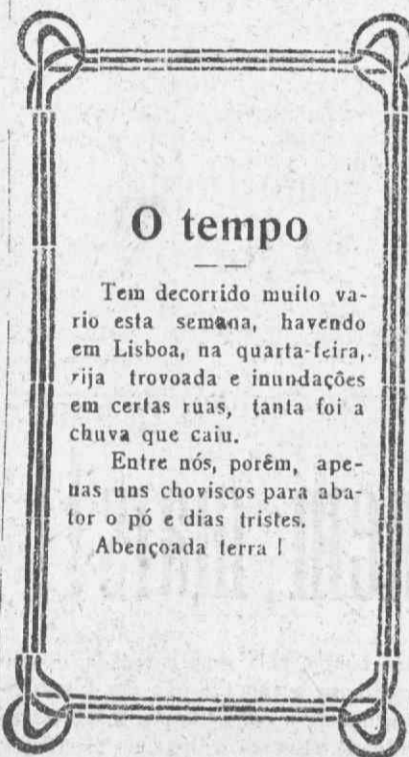 O tempo
Tem decorrido muito va-
rio esta semana, havendo
em Lisboa, na quarta-feira,
rija trovoada e inundações
em certas ruas, tanta foi a
chuva que caiu.
Entre nós, porêm, ape-
nas uns choviscos para aba-
tor o pó e dias tristes.
Abençoada terra !